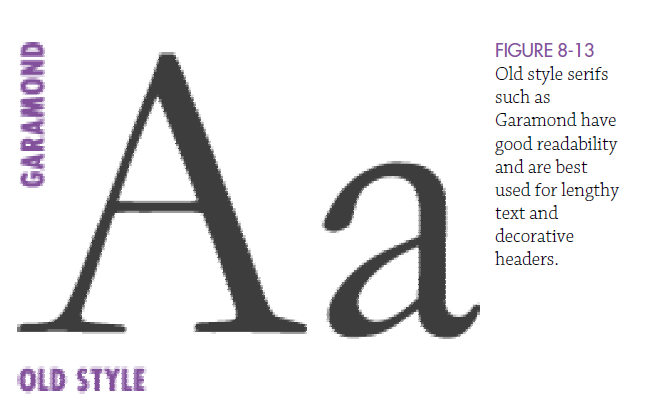 GARAMOND
Aa
OLD STYLE
FIGURE 8-13
Old style serifs
such as
Garamond have
good readability
and are best
used for lengthy
text and
decorative
headers.